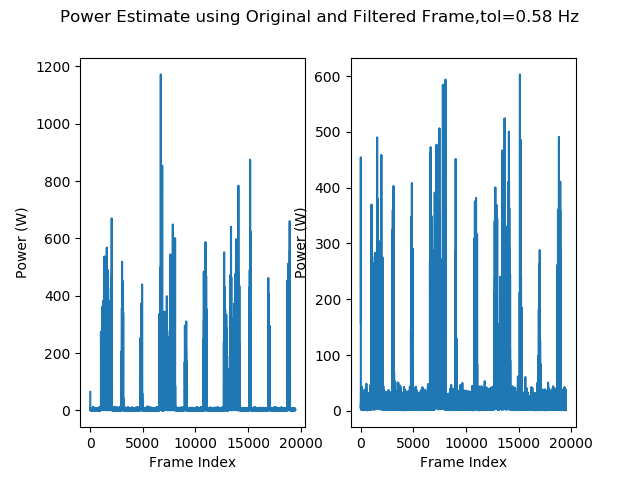 Power Estimate using Original and Filtered Frame,tol=0.58 Hz
1200
1000
800
600
400
200
0
Power (W)
0 5000 10000 15000 20000
Frame Index
600
500
400
300
200
100
0
Power (W)
0 5000 10000 15000 20000
Frame Index